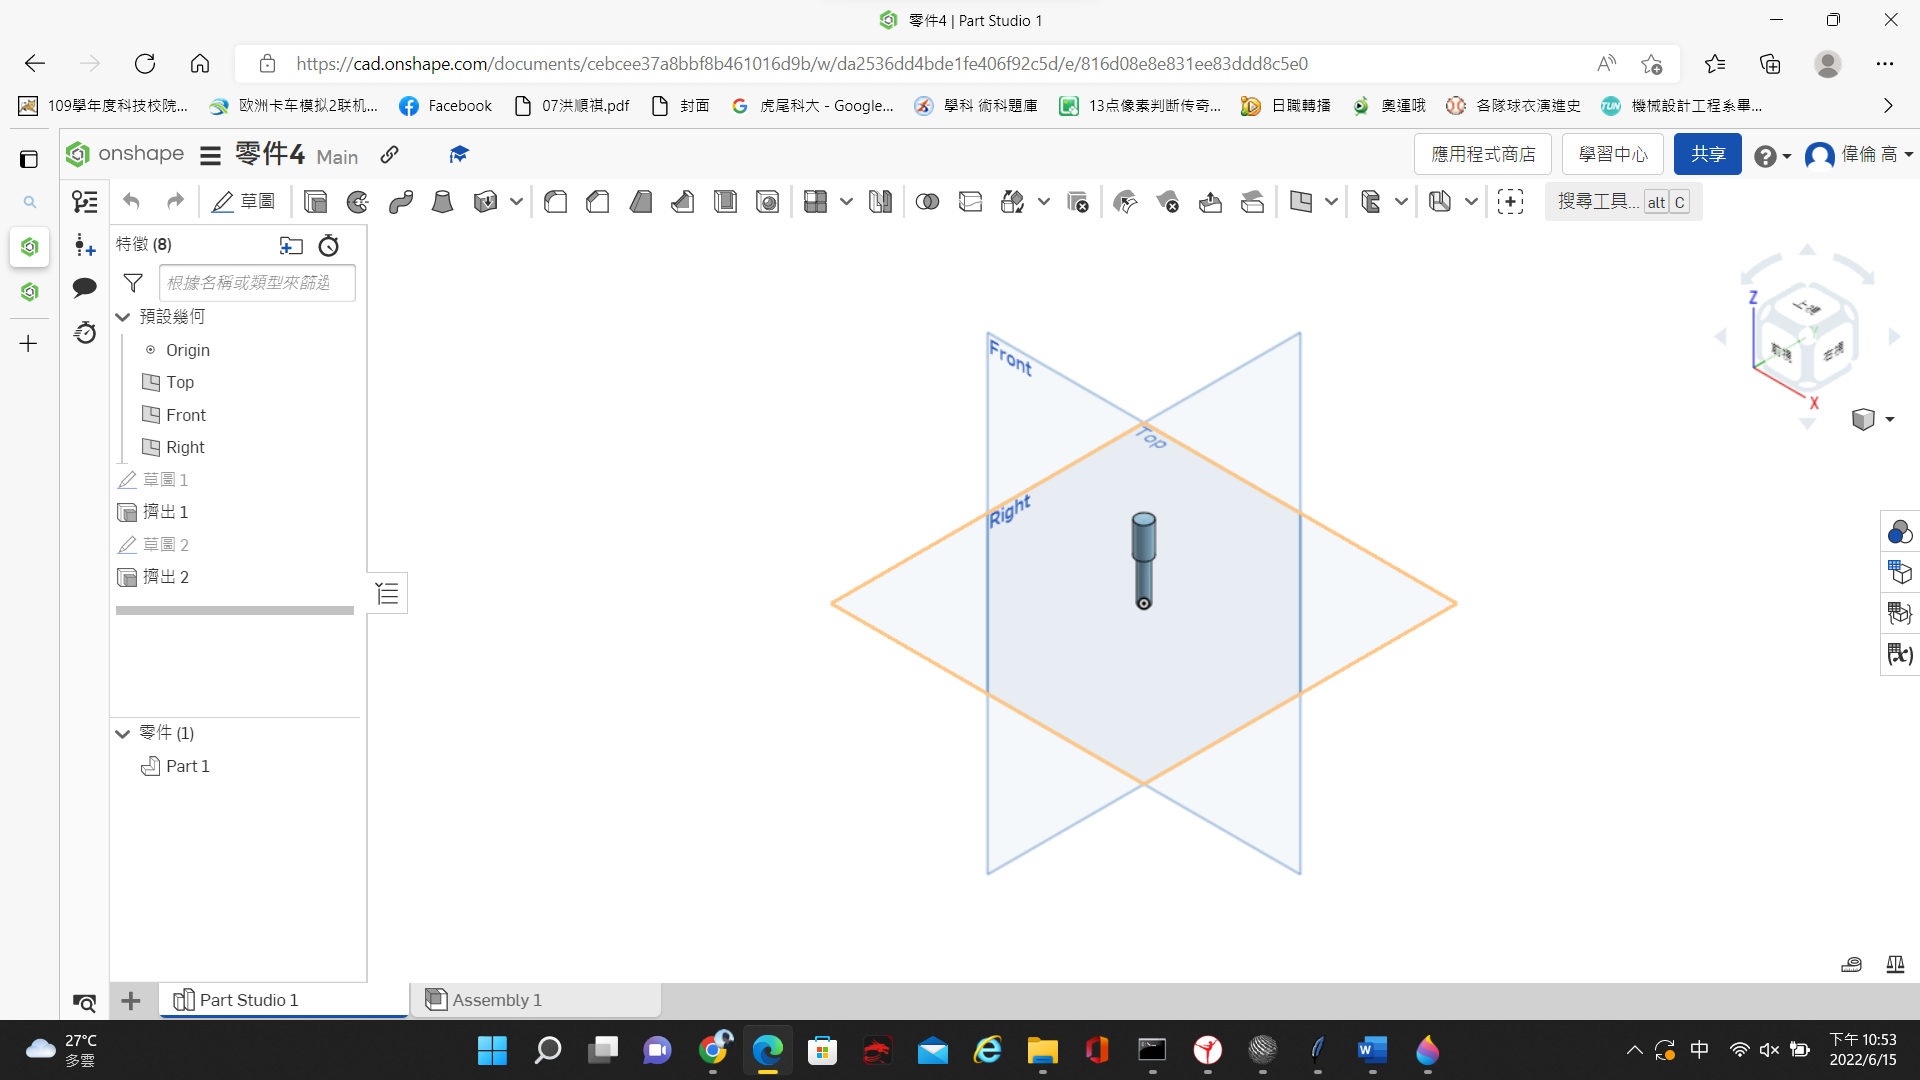 零件4 | Part Studio 1
https://cad.onshape.com/documents/cebcee37a8bbf8b461016d9b/w/da2536dd4bde1fe406f92c5d/e/816d08e8e831ee83ddd8c5e0
109學年度科技校院... 欧洲卡车模拟2联机... Facebook 07洪順祺.pdf 封面 虎尾科大 - Google... 學科 術科題庫 13点像素判断传奇... 日職轉播 奧運哦 各隊球衣演進史 機械設計工程系畢...
onshape 零件4 Main 應用程式商店 學習中心 共享 偉倫 高
草圖 搜尋工具... alt C
特徵 (8)
根據名稱或類型來篩選
預設幾何
Origin
Top
Front
Right
草圖 1
擠出 1
草圖 2
擠出 2
零件 (1)
Part 1
Front
Top
Right
Z
上視
Y
前視
右視
X
Part Studio 1 Assembly 1
27°C
多雲
中
下午 10:53
2022/6/15